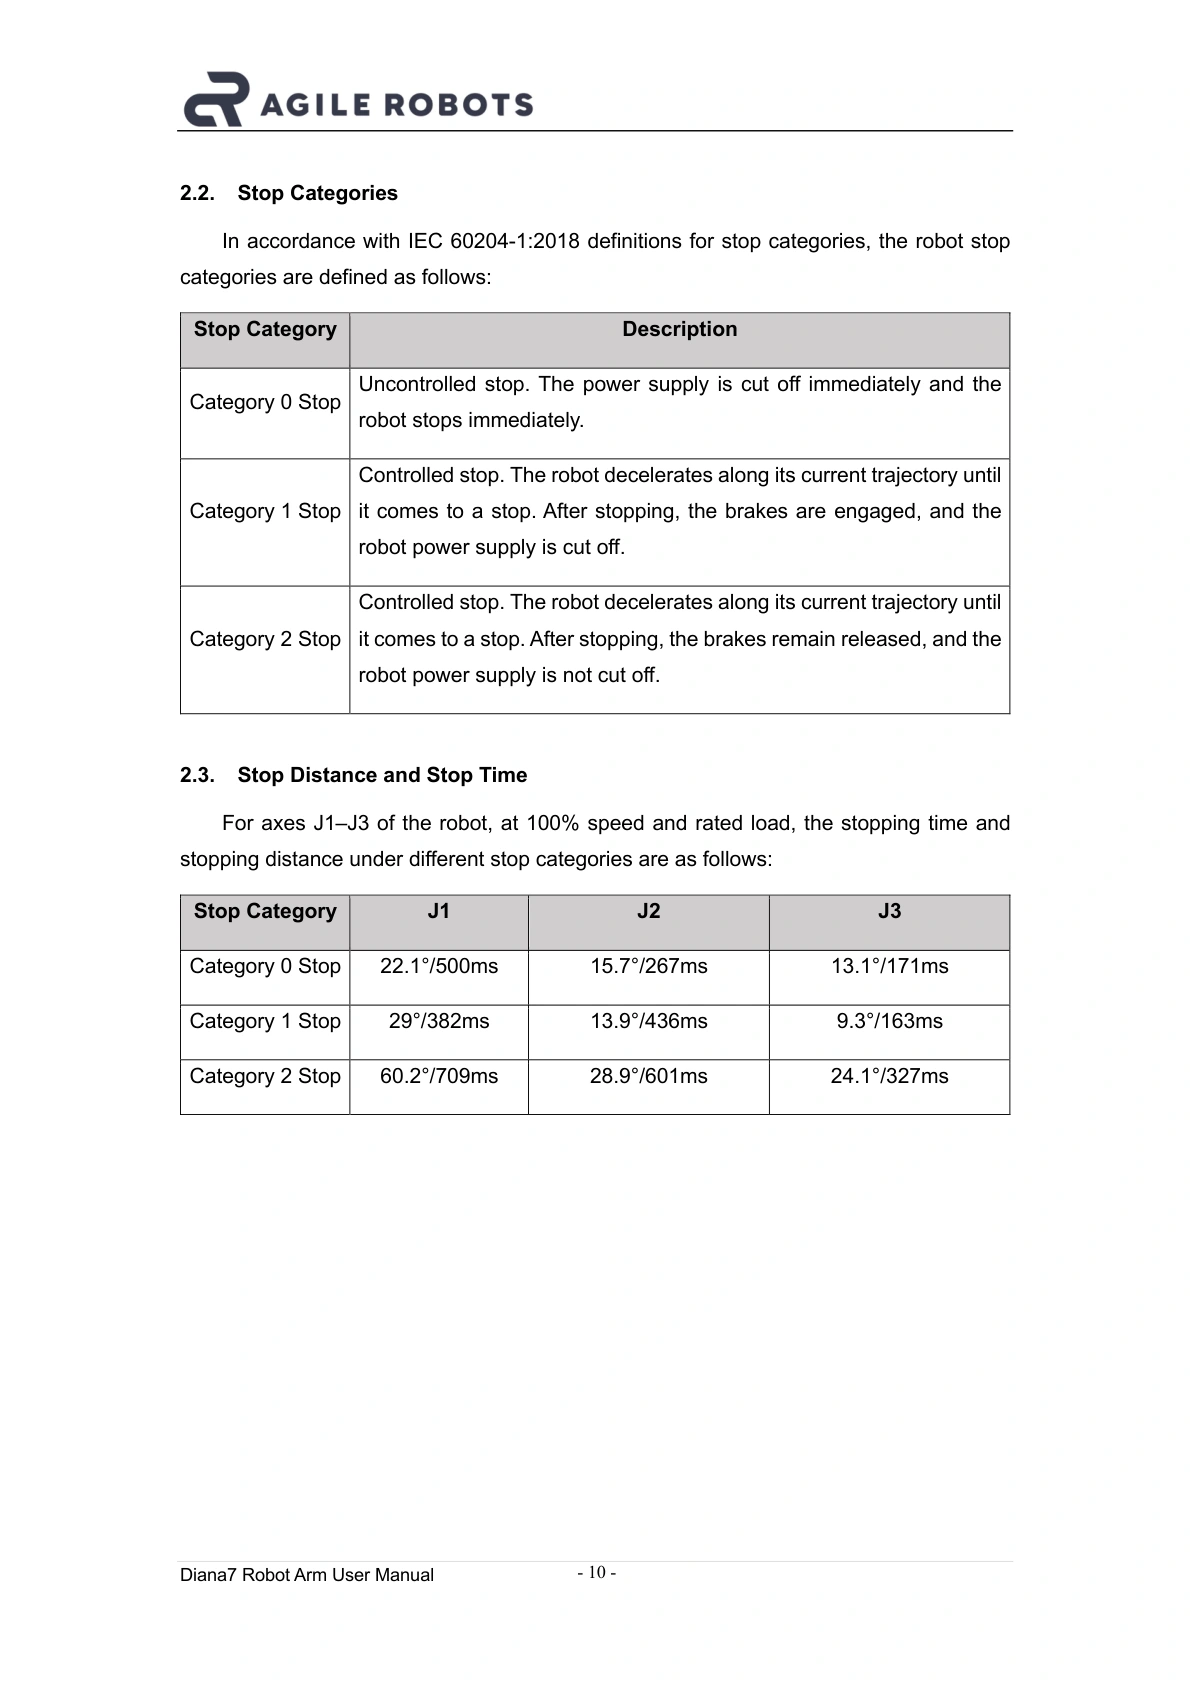 AGILE ROBOTS
2.2. Stop Categories
In accordance with IEC 60204-1:2018 definitions for stop categories, the robot stop
categories are defined as follows:
Stop Category Description
Category 0 Stop
Uncontrolled stop. The power supply is cut off immediately and the
robot stops immediately.
Category 1 Stop
Controlled stop. The robot decelerates along its current trajectory until
it comes to a stop. After stopping, the brakes are engaged, and the
robot power supply is cut off.
Category 2 Stop
Controlled stop. The robot decelerates along its current trajectory until
it comes to a stop. After stopping, the brakes remain released, and the
robot power supply is not cut off.
2.3. Stop Distance and Stop Time
For axes J1–J3 of the robot, at 100% speed and rated load, the stopping time and
stopping distance under different stop categories are as follows:
Stop Category J1 J2 J3
Category 0 Stop 22.1°/500ms 15.7°/267ms 13.1°/171ms
Category 1 Stop 29°/382ms 13.9°/436ms 9.3°/163ms
Category 2 Stop 60.2°/709ms 28.9°/601ms 24.1°/327ms
Diana7 Robot Arm User Manual - 10 -